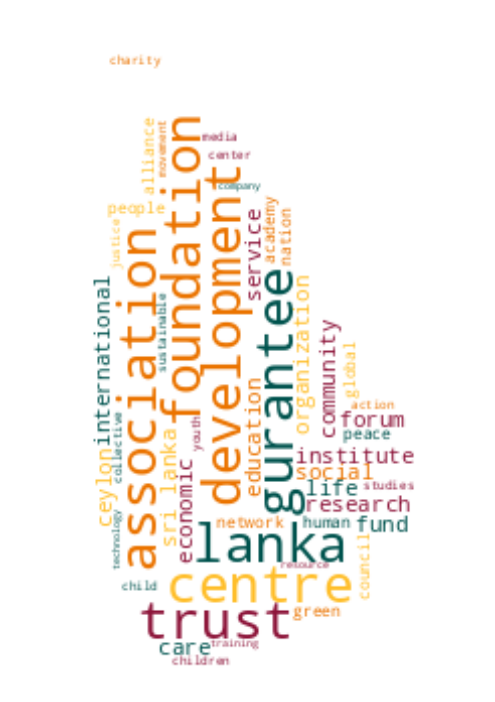 charity
alliance
movement
foundation
media
center
company
development
people
justice
association
service
academy
nation
international
sustainable
gurantee
organization
community
global
collective
ceylon
sri lanka
youth
education
action
forum
peace
economic
institute
social
life
studies
research
technology
network
human
fund
lanka
council
resource
child
centre
trust
green
care
training
children